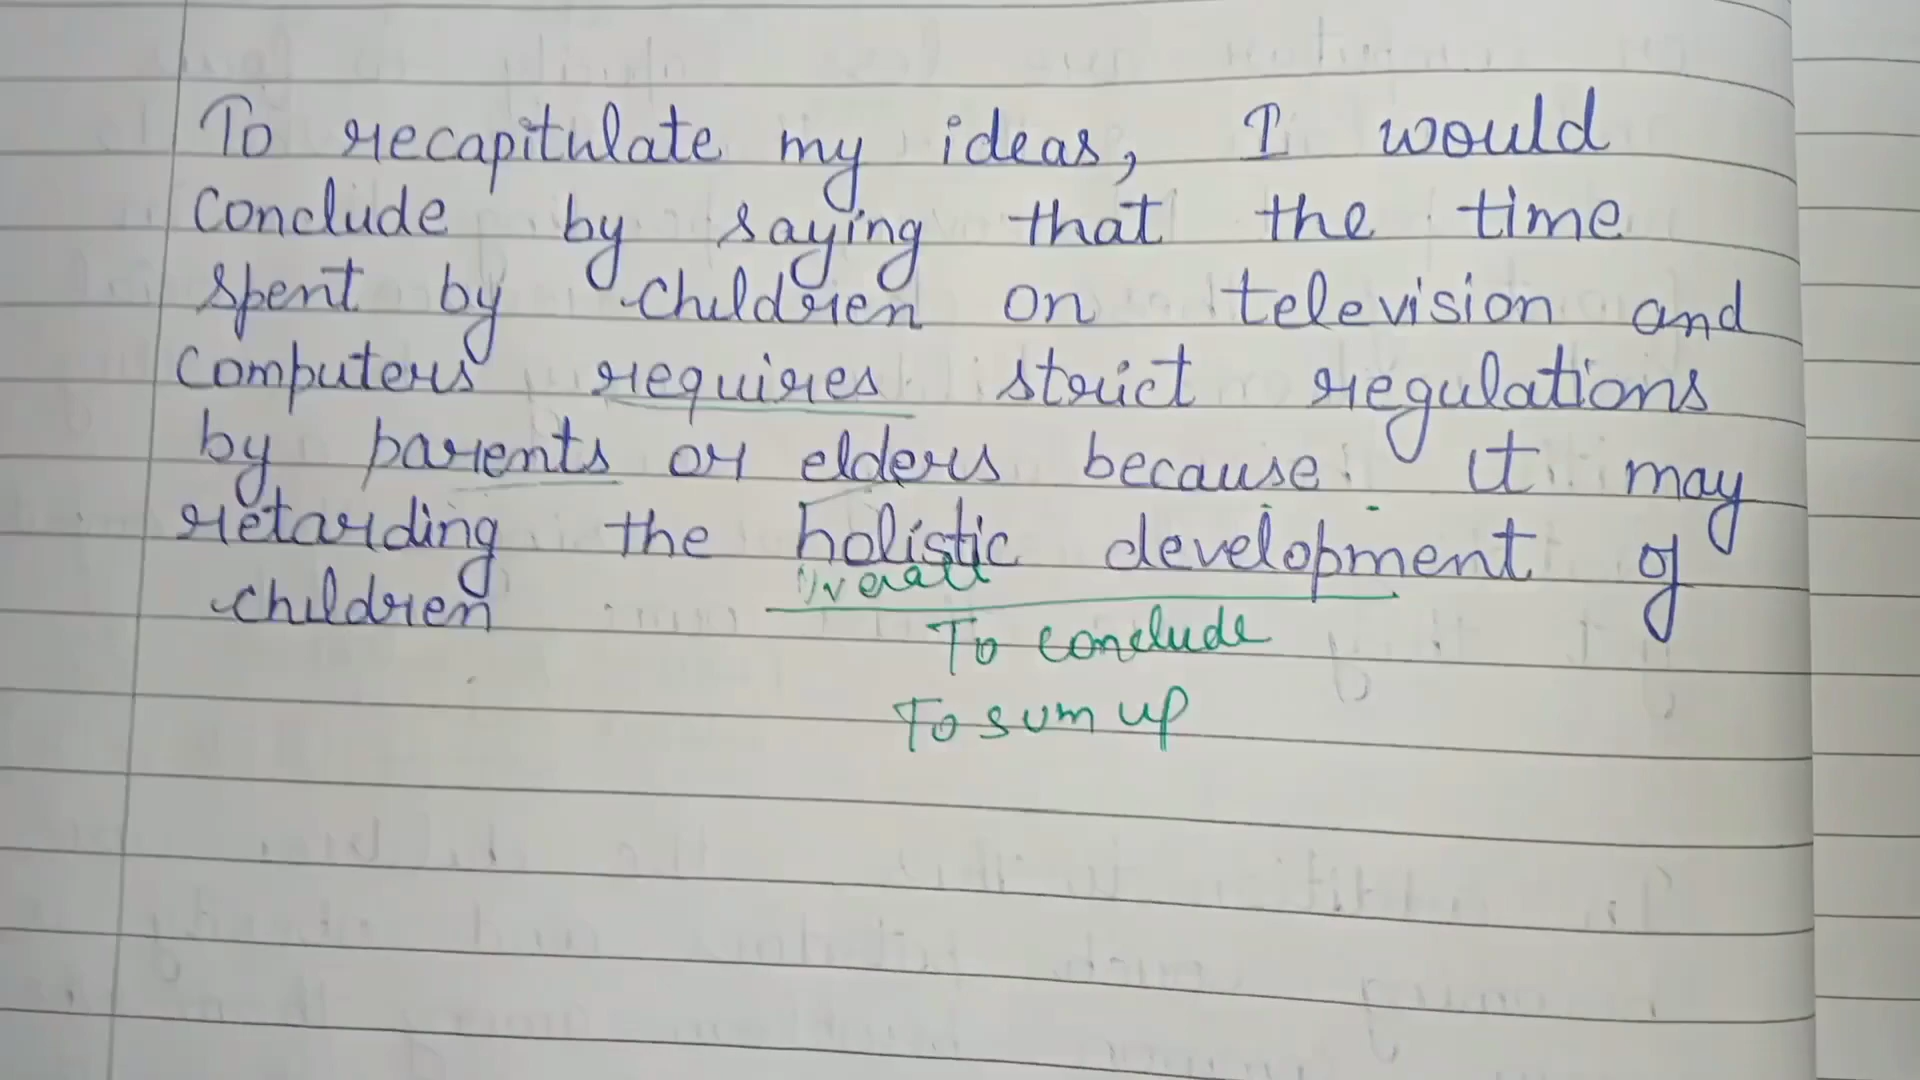 To recapitulate my ideas, I would
conclude by saying that the time
spent by children on television and
computers requires strict regulations
by parents or elders because it may
retarding the holistic development of
overall
children
To conclude
To sum up